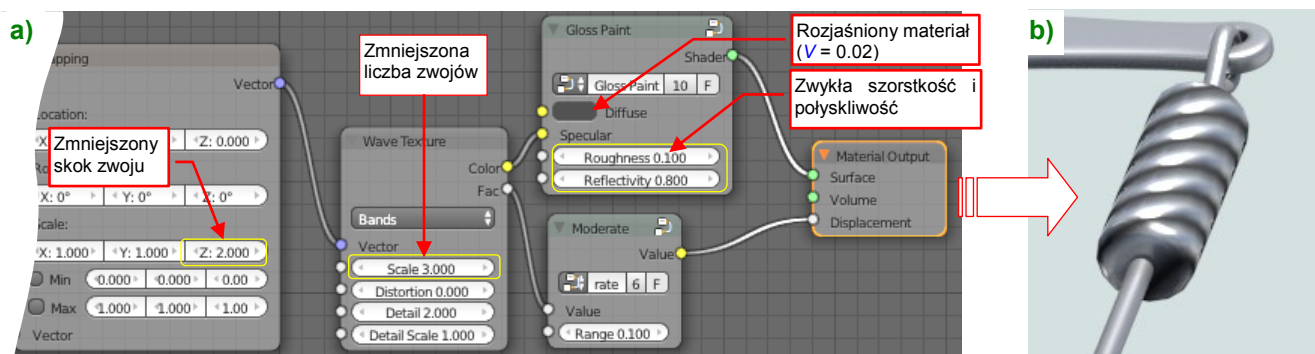 a)
Mapping
Vector
Location:
Z: 0.000
X: 0°
Y: 0°
Z: 0°
Scale:
X: 1.000
Y: 1.000
Z: 2.000
Min
0.000
0.000
0.00
Max
1.000
1.000
1.00
Vector
Zmniejszony
skok zwoju
Zmniejszona
liczba zwojów
Wave Texture
Color
Fac
Bands
Vector
Scale 3.000
Distortion 0.000
Detail 2.000
Detail Scale 1.000
Gloss Paint
Shader
Gloss Paint
10
F
Diffuse
Specular
Roughness 0.100
Reflectivity 0.800
Moderate
Value
rate
6
F
Value
Range 0.100
Rozjaśniony materiał
(V = 0.02)
Zwykła szorstkość i
połyskliwość
Material Output
Surface
Volume
Displacement
b)